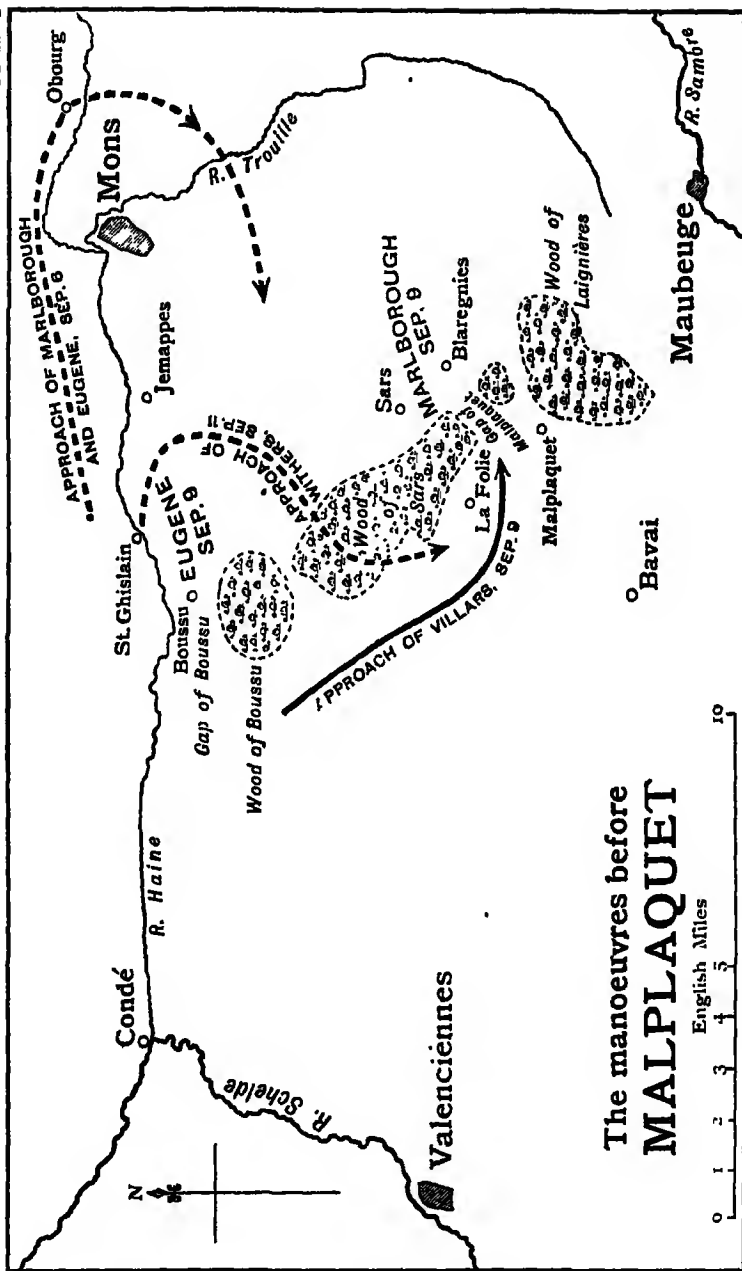 APPROACH OF MARLBOROUGH
AND EUGENE, SEP. 6
Obourg
Mons
R. Trouille
Jemappes
St. Ghislain
Boussu
EUGENE
SEP. 9
Gap of Boussu
Wood of Boussu
APPROACH OF
WITHERS, SEP. 11
Wood of
Sars
Sars
MARLBOROUGH
SEP. 9
Blaregnies
Gap of
Malplaquet
La Folie
Malplaquet
Wood of
Laignières
APPROACH OF VILLARS, SEP. 9
Bavai
Maubeuge
R. Sambre
R. Haine
Condé
R. Schelde
Valenciennes
N
The manoeuvres before
MALPLAQUET
English Miles
0 1 2 3 4 5 10